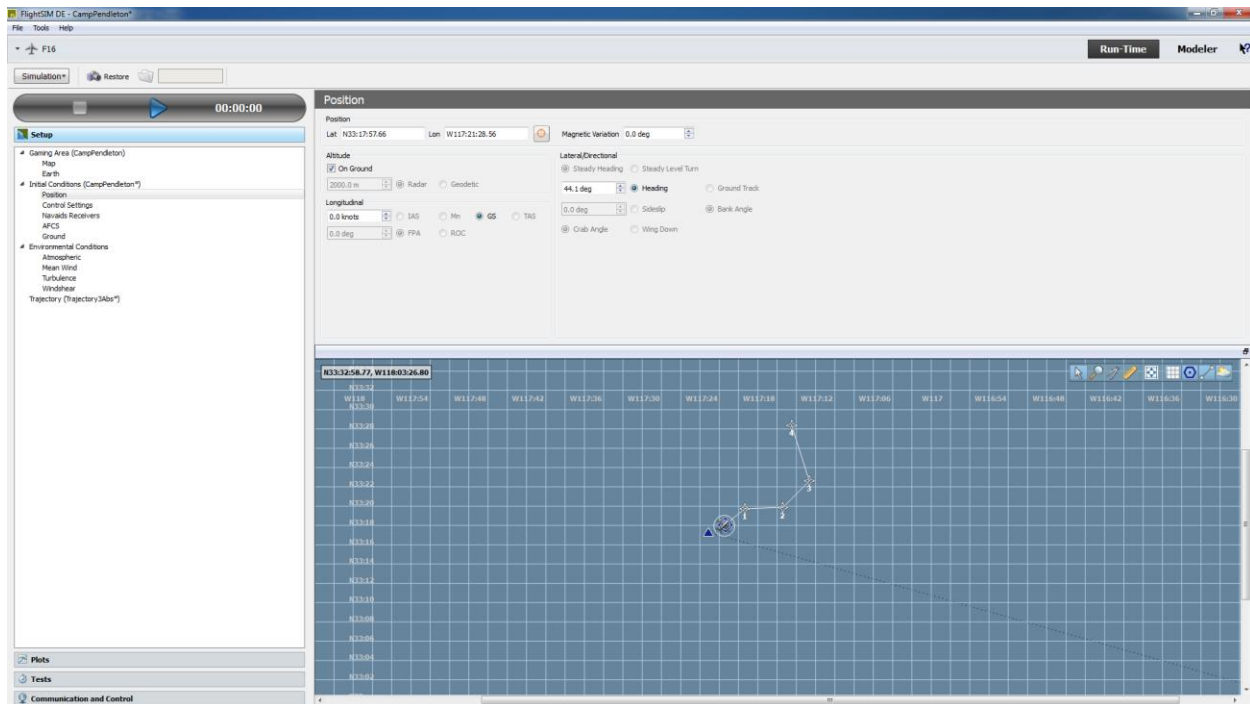 FlightSIM DE - CampPendleton*
File Tools Help
F16
Run-Time Modeler
Simulation Restore
00:00:00
Setup
Gaming Area (CampPendleton)
Map
Earth
Initial Conditions (CampPendleton*)
Position
Control Settings
Navaids Receivers
AFCS
Ground
Environmental Conditions
Atmospheric
Mean Wind
Turbulence
Windshear
Trajectory (Trajectory3Abs*)
Plots
Tests
Communication and Control
Position
Position
Lat N33:17:57.66 Lon W117:21:28.56 Magnetic Variation 0.0 deg
Altitude
On Ground
2000.0 m Radar Geodetic
Longitudinal
0.0 knots IAS Mn GS TAS
0.0 deg FPA ROC
Lateral/Directional
Steady Heading Steady Level Turn
44.1 deg Heading Ground Track
0.0 deg Sideslip Bank Angle
Crab Angle Wing Down
N33:32:58.77, W118:03:26.80
N33:32
W118 W117:54 W117:48 W117:42 W117:36 W117:30 W117:24 W117:18 W117:12 W117:06 W117 W116:54 W116:48 W116:42 W116:36 W116:30
N33:30
N33:28
4
N33:26
N33:24
N33:22
3
N33:20
1 2
N33:18
N33:16
N33:14
N33:12
N33:10
N33:08
N33:06
N33:04
N33:02